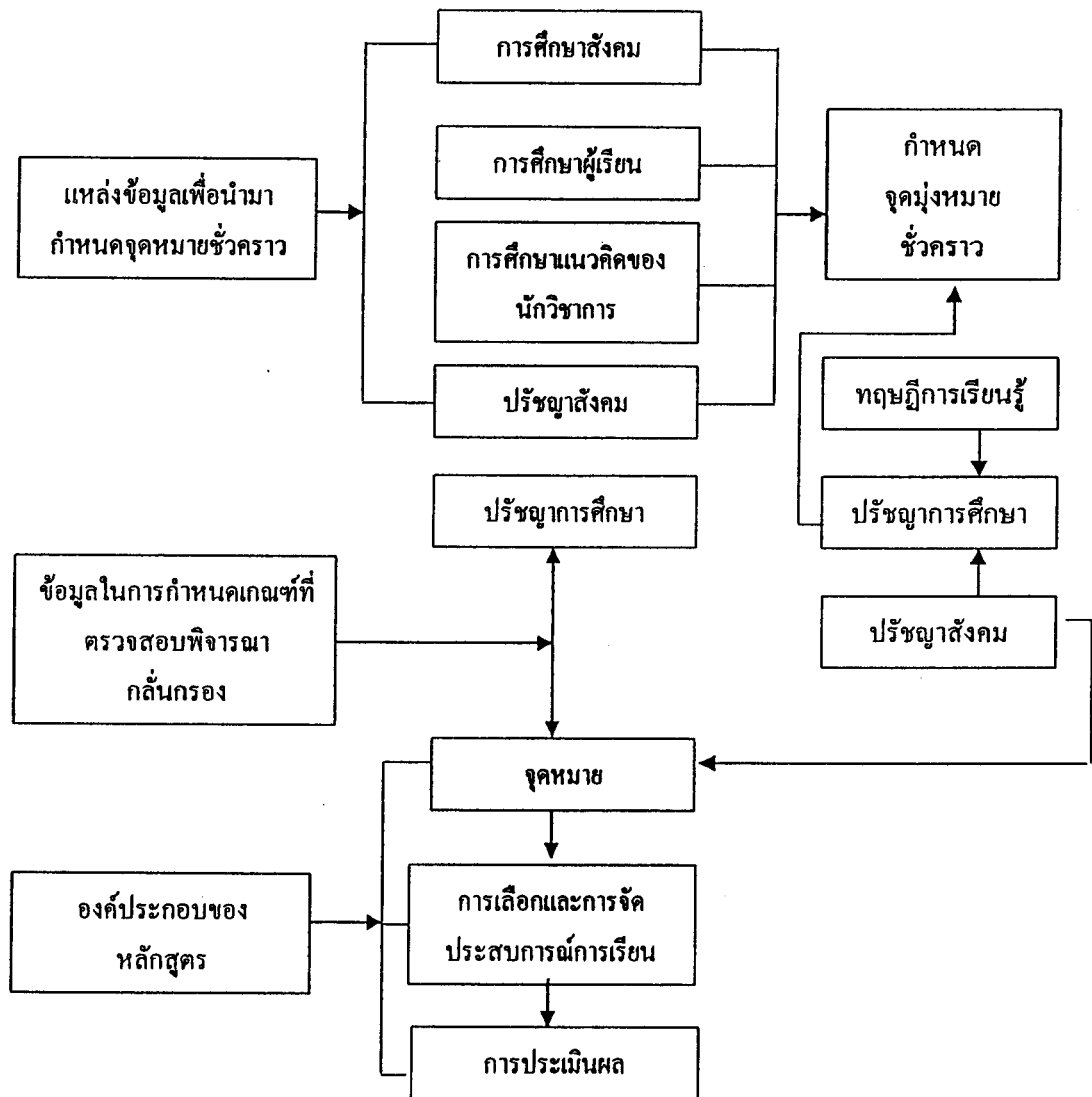 การศึกษาสังคม
การศึกษาผู้เรียน
กำหนด
จุดมุ่งหมาย
ชั่วคราว
แหล่งข้อมูลเพื่อนำมา
กำหนดจุดหมายชั่วคราว
การศึกษาแนวคิดของ
นักวิชาการ
ปรัชญาสังคม
ทฤษฎีการเรียนรู้
ปรัชญาการศึกษา
ปรัชญาการศึกษา
ข้อมูลในการกำหนดเกณฑ์ที่
ตรวจสอบพิจารณา
กลั่นกรอง
ปรัชญาสังคม
จุดหมาย
องค์ประกอบของ
หลักสูตร
การเลือกและการจัด
ประสบการณ์การเรียน
การประเมินผล